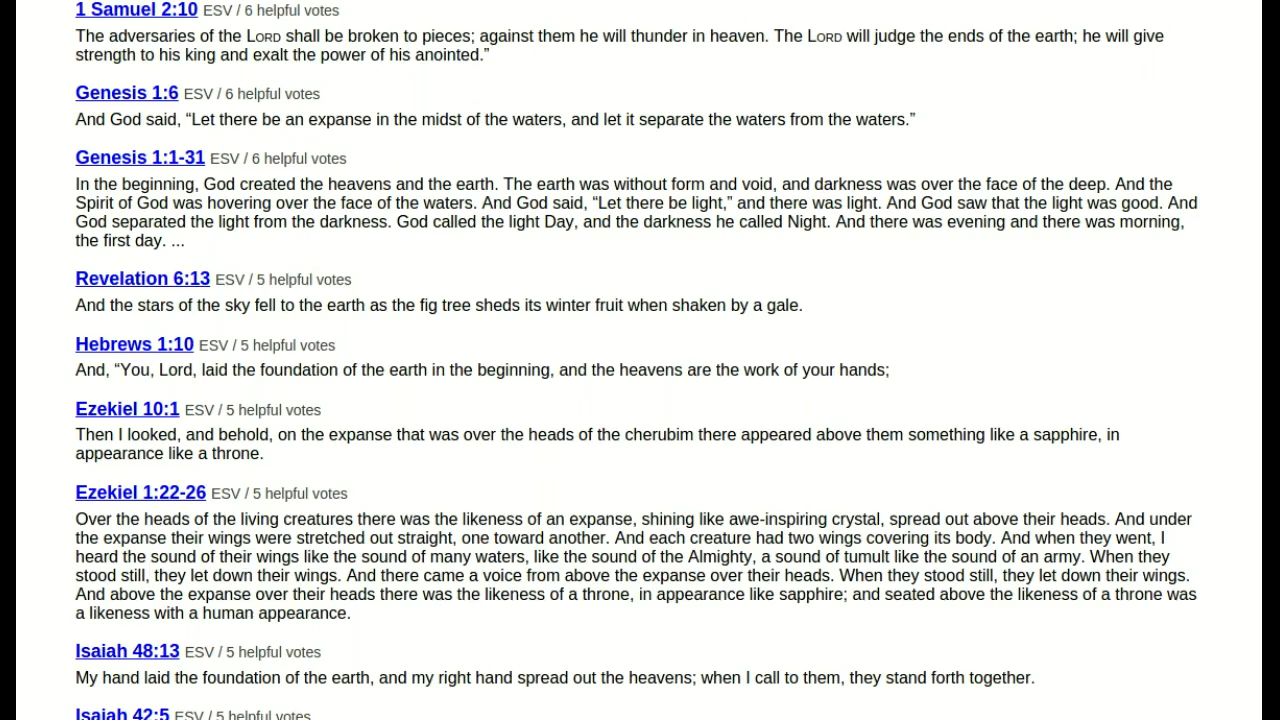 1 Samuel 2:10 ESV / 6 helpful votes
The adversaries of the LORD shall be broken to pieces; against them he will thunder in heaven. The LORD will judge the ends of the earth; he will give
strength to his king and exalt the power of his anointed.”
Genesis 1:6 ESV / 6 helpful votes
And God said, “Let there be an expanse in the midst of the waters, and let it separate the waters from the waters.”
Genesis 1:1-31 ESV / 6 helpful votes
In the beginning, God created the heavens and the earth. The earth was without form and void, and darkness was over the face of the deep. And the
Spirit of God was hovering over the face of the waters. And God said, “Let there be light,” and there was light. And God saw that the light was good. And
God separated the light from the darkness. God called the light Day, and the darkness he called Night. And there was evening and there was morning,
the first day. ...
Revelation 6:13 ESV / 5 helpful votes
And the stars of the sky fell to the earth as the fig tree sheds its winter fruit when shaken by a gale.
Hebrews 1:10 ESV / 5 helpful votes
And, “You, Lord, laid the foundation of the earth in the beginning, and the heavens are the work of your hands;
Ezekiel 10:1 ESV / 5 helpful votes
Then I looked, and behold, on the expanse that was over the heads of the cherubim there appeared above them something like a sapphire, in
appearance like a throne.
Ezekiel 1:22-26 ESV / 5 helpful votes
Over the heads of the living creatures there was the likeness of an expanse, shining like awe-inspiring crystal, spread out above their heads. And under
the expanse their wings were stretched out straight, one toward another. And each creature had two wings covering its body. And when they went, I
heard the sound of their wings like the sound of many waters, like the sound of the Almighty, a sound of tumult like the sound of an army. When they
stood still, they let down their wings. And there came a voice from above the expanse over their heads. When they stood still, they let down their wings.
And above the expanse over their heads there was the likeness of a throne, in appearance like sapphire; and seated above the likeness of a throne was
a likeness with a human appearance.
Isaiah 48:13 ESV / 5 helpful votes
My hand laid the foundation of the earth, and my right hand spread out the heavens; when I call to them, they stand forth together.
Isaiah 42:5 ESV / 5 helpful votes